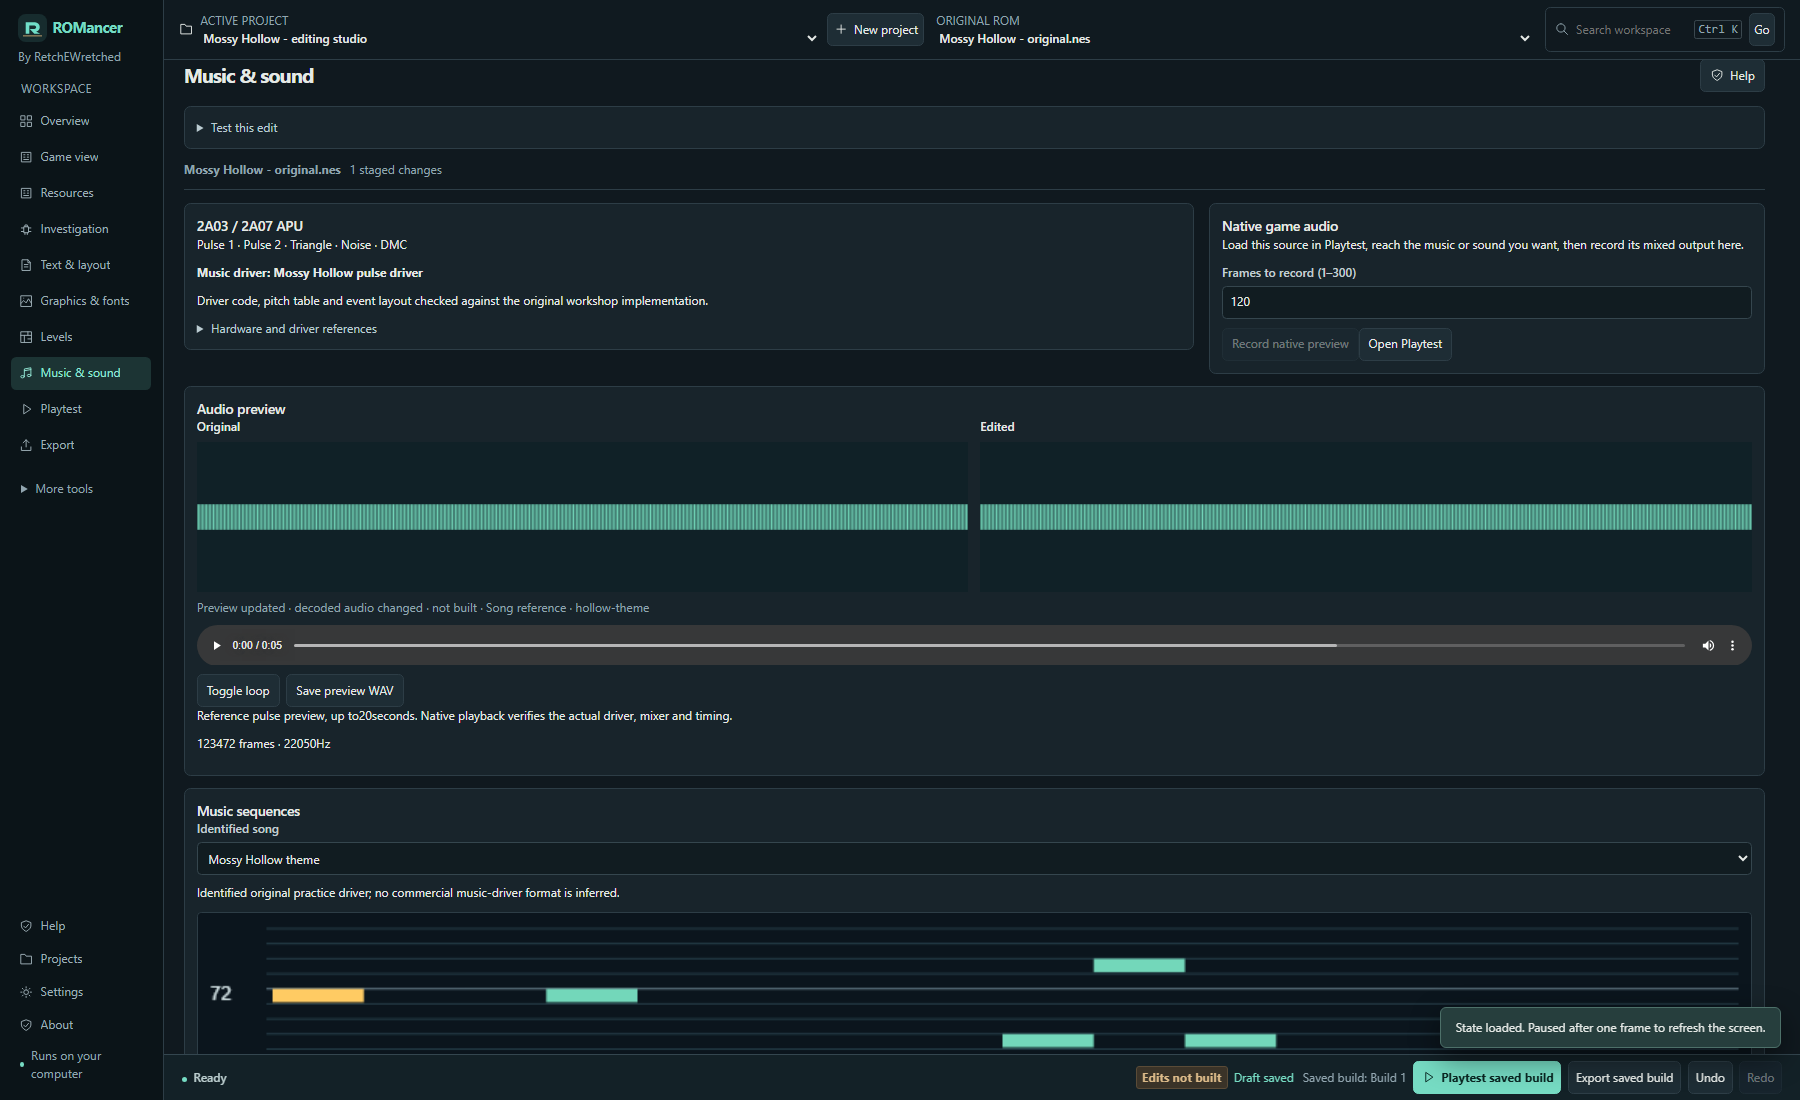 ROMancer
By RetchEWretched
WORKSPACE
Overview
Game view
Resources
Investigation
Text & layout
Graphics & fonts
Levels
Music & sound
Playtest
Export
More tools
Help
Projects
Settings
About
Runs on your
computer
ACTIVE PROJECT
Mossy Hollow - editing studio
New project
ORIGINAL ROM
Mossy Hollow - original.nes
Search workspace
Ctrl K
Go
Music & sound
Help
Test this edit
Mossy Hollow - original.nes 1 staged changes
2A03 / 2A07 APU
Pulse 1 · Pulse 2 · Triangle · Noise · DMC
Music driver: Mossy Hollow pulse driver
Driver code, pitch table and event layout checked against the original workshop implementation.
Hardware and driver references
Native game audio
Load this source in Playtest, reach the music or sound you want, then record its mixed output here.
Frames to record (1–300)
120
Record native preview
Open Playtest
Audio preview
Original
Edited
Preview updated · decoded audio changed · not built · Song reference · hollow-theme
0:00 / 0:05
Toggle loop
Save preview WAV
Reference pulse preview, up to20seconds. Native playback verifies the actual driver, mixer and timing.
123472 frames · 22050Hz
Music sequences
Identified song
Mossy Hollow theme
Identified original practice driver; no commercial music-driver format is inferred.
72
State loaded. Paused after one frame to refresh the screen.
Ready
Edits not built
Draft saved
Saved build: Build 1
Playtest saved build
Export saved build
Undo
Redo